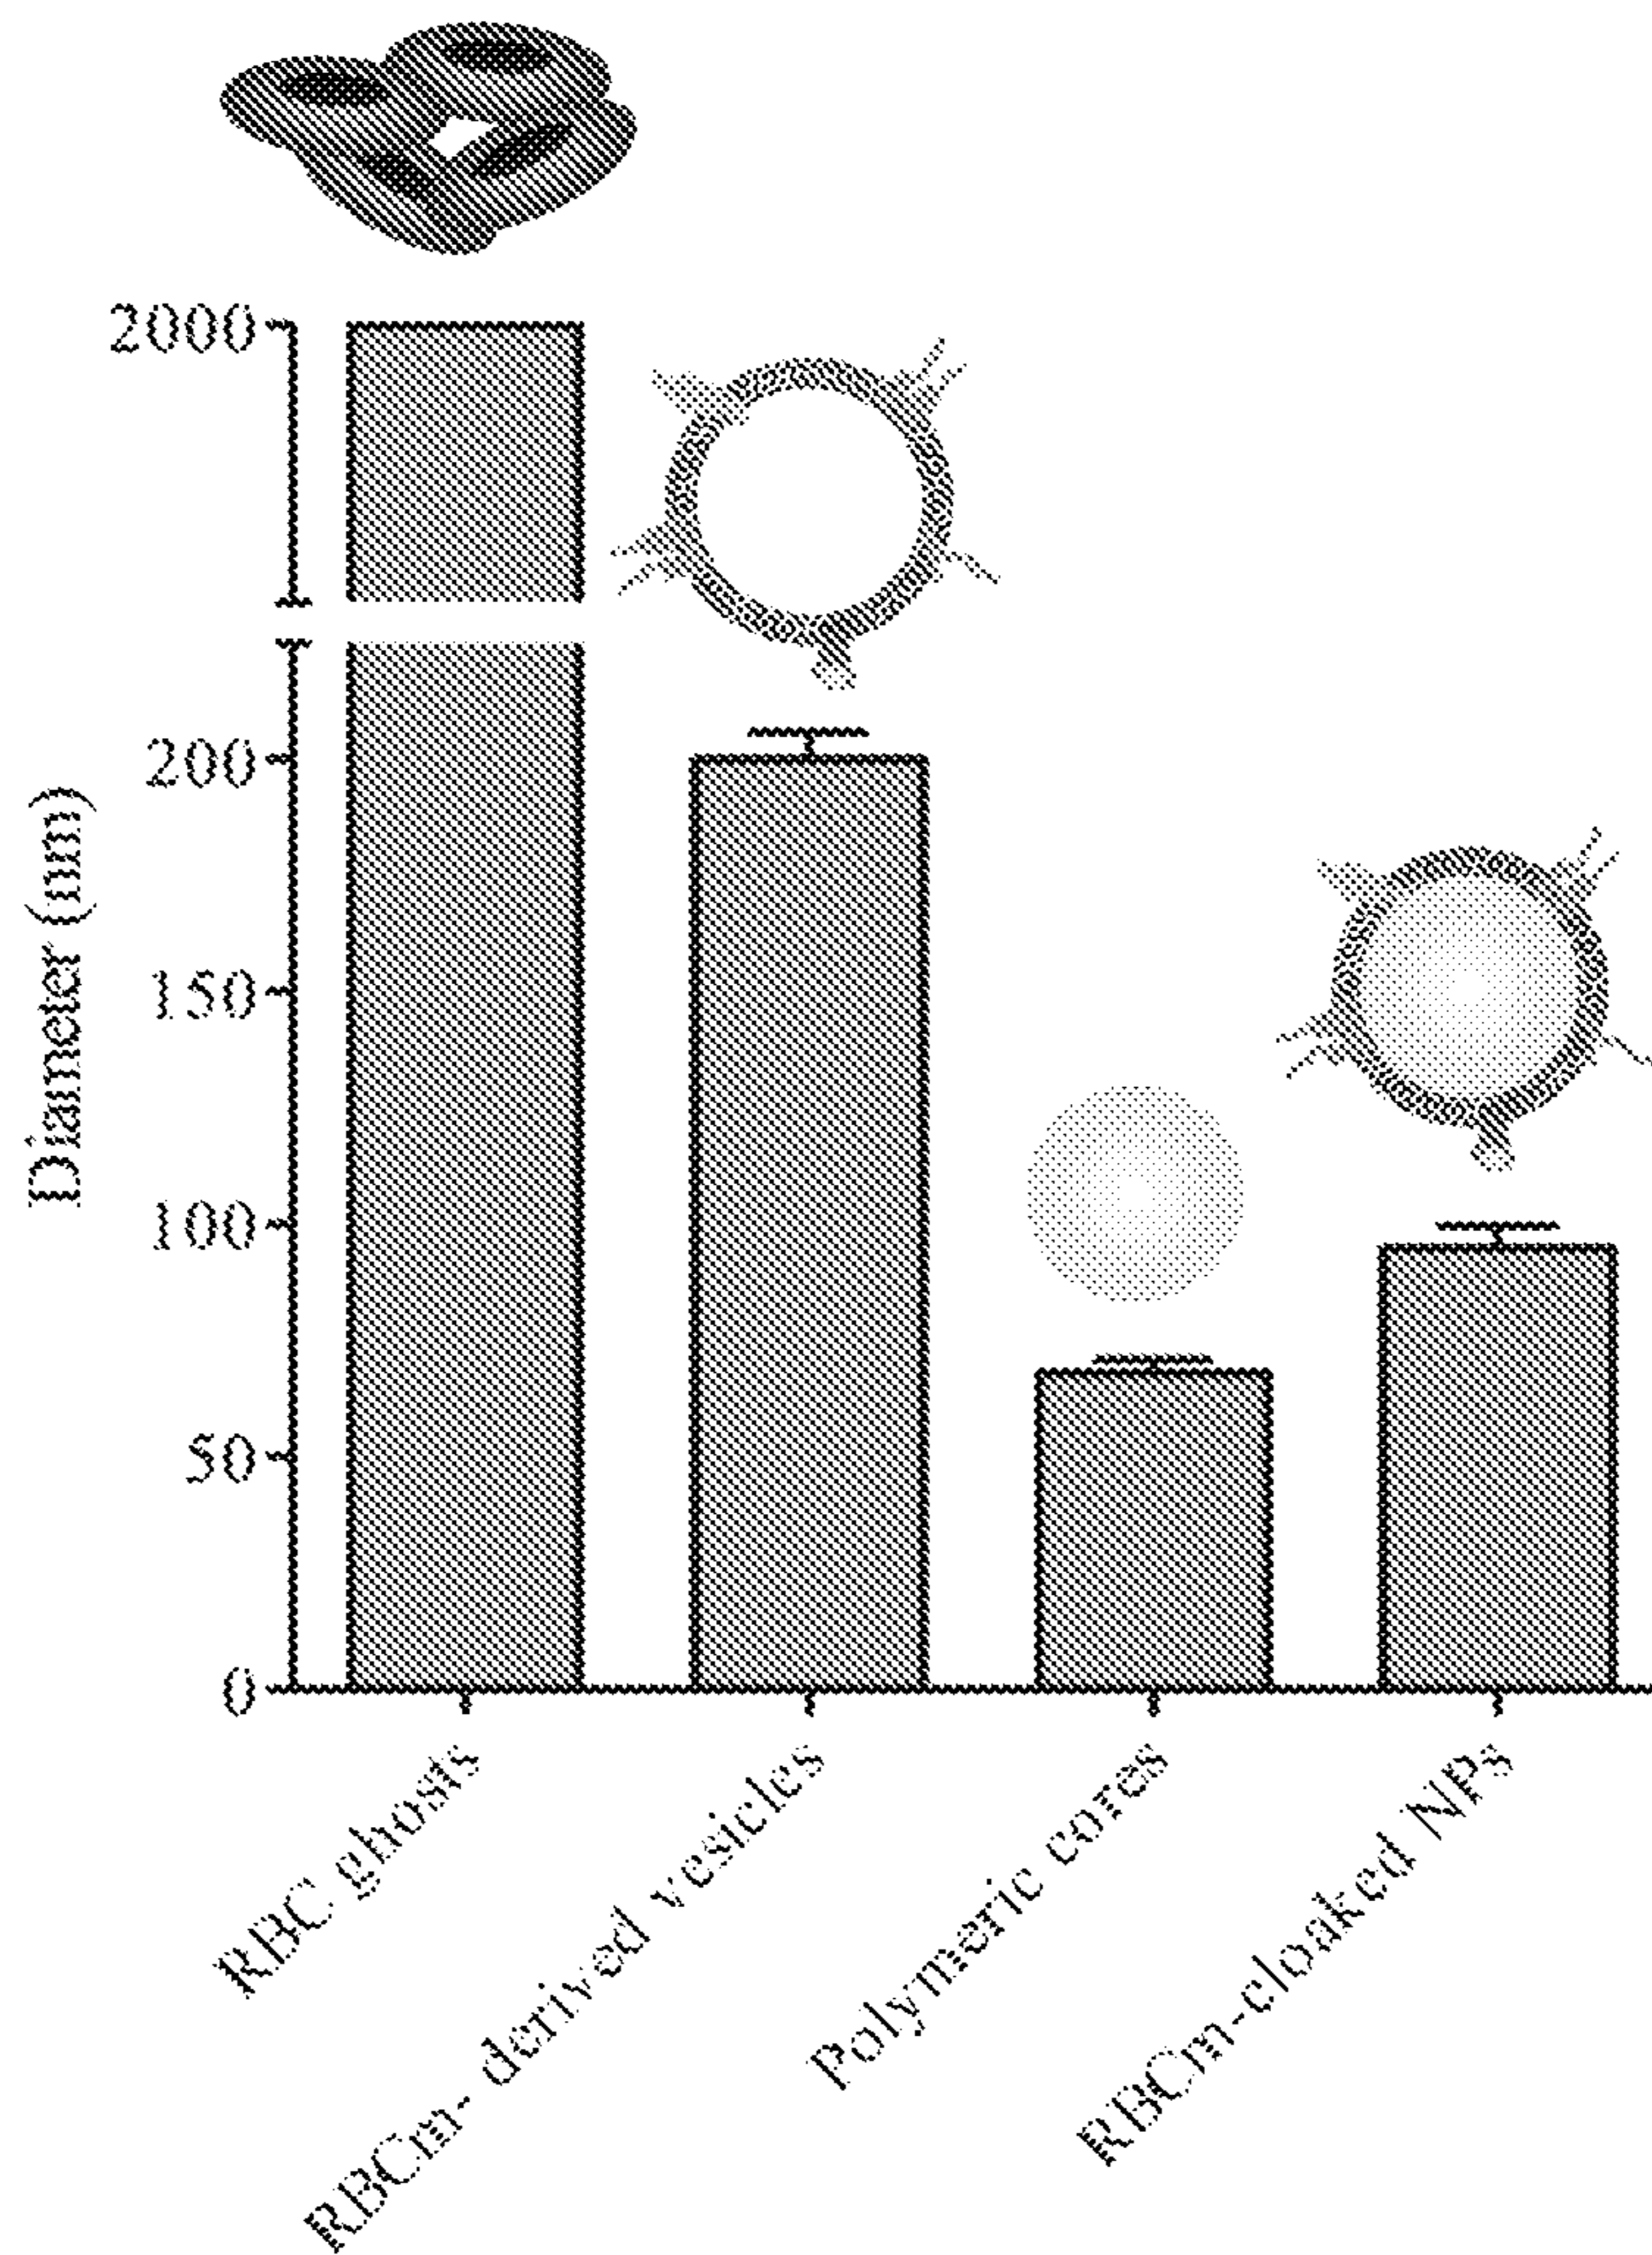 2000
200
150
100
50
0
Diameter (nm)
RBC ghosts
RBCm- derived vesicles
Polymeric cores
RBCm-cloaked NPs